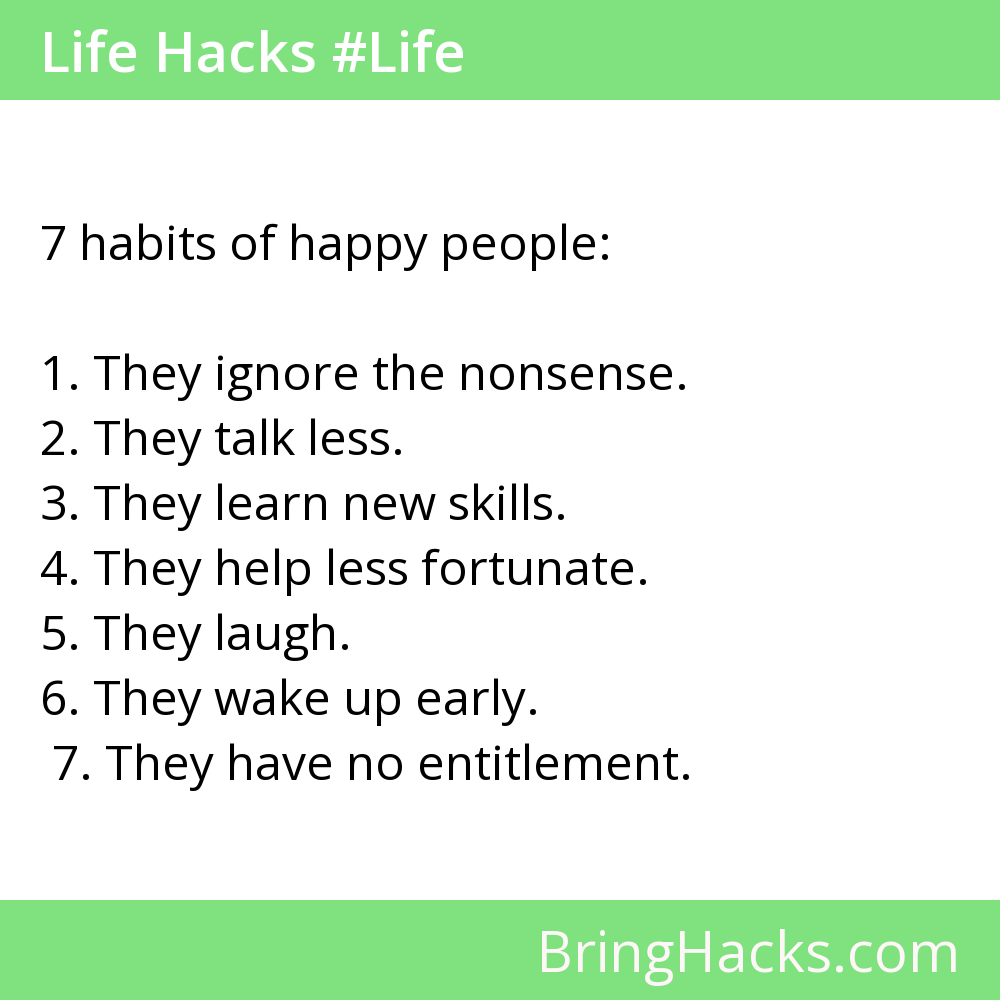 Life Hacks #Life
7 habits of happy people:
1. They ignore the nonsense.
2. They talk less.
3. They learn new skills.
4. They help less fortunate.
5. They laugh.
6. They wake up early.
7. They have no entitlement.
BringHacks.com